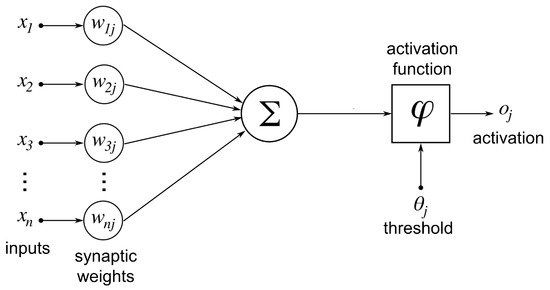 x1 w1j
x2 w2j
x3 w3j
⋮ ⋮
xn wnj
inputs
synaptic
weights
Σ
activation
function
φ
oj
activation
θj
threshold